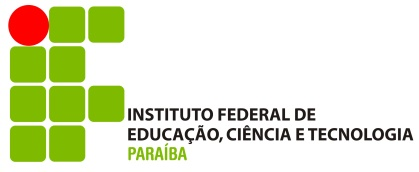 INSTITUTO FEDERAL DE
EDUCAÇÃO, CIÊNCIA E TECNOLOGIA
PARAÍBA